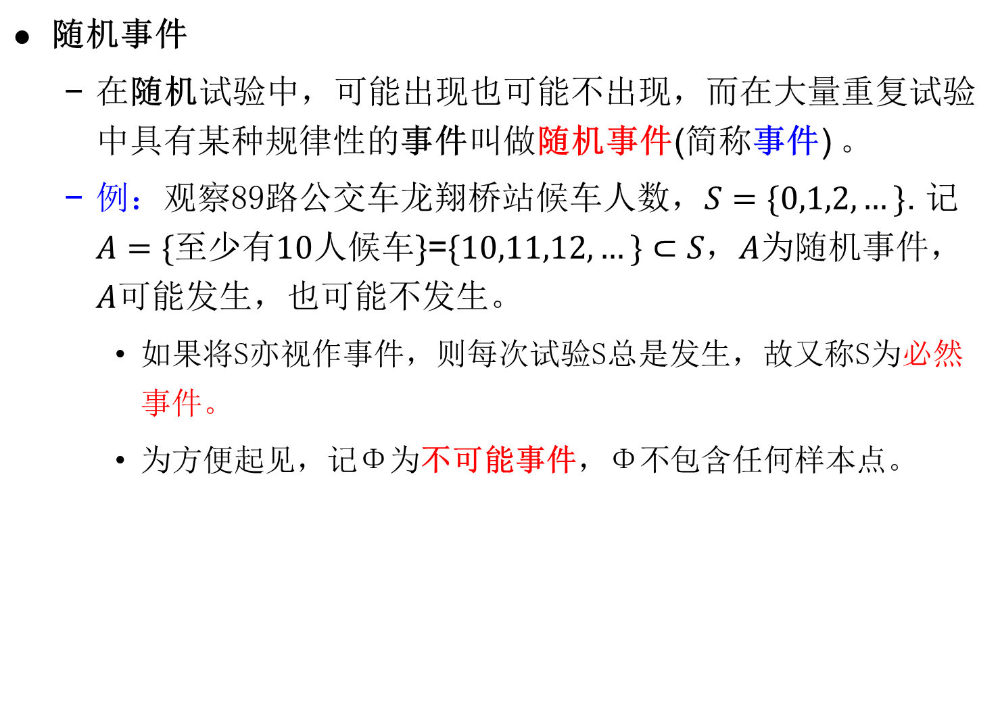 ● 随机事件
– 在随机试验中，可能出现也可能不出现，而在大量重复试验
中具有某种规律性的事件叫做随机事件(简称事件) 。
– 例：观察89路公交车龙翔桥站候车人数，S = {0,1,2, … }. 记
A = {至少有10人候车}={10,11,12, … } ⊂ S，A为随机事件，
A可能发生，也可能不发生。
• 如果将S亦视作事件，则每次试验S总是发生，故又称S为必然
事件。
• 为方便起见，记Φ为不可能事件，Φ不包含任何样本点。